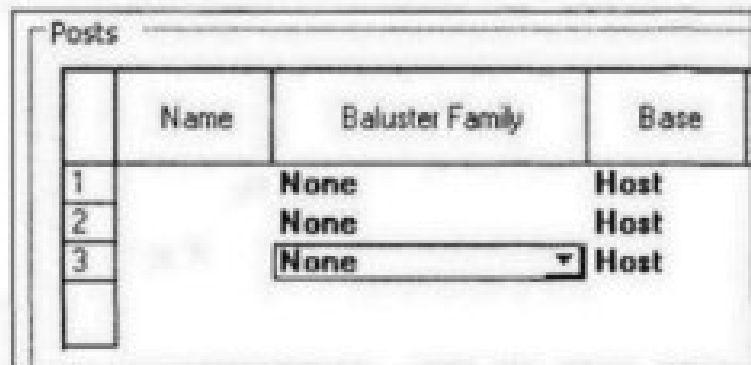 Posts
Name Baluster Family Base
1 None Host
2 None Host
3 None Host